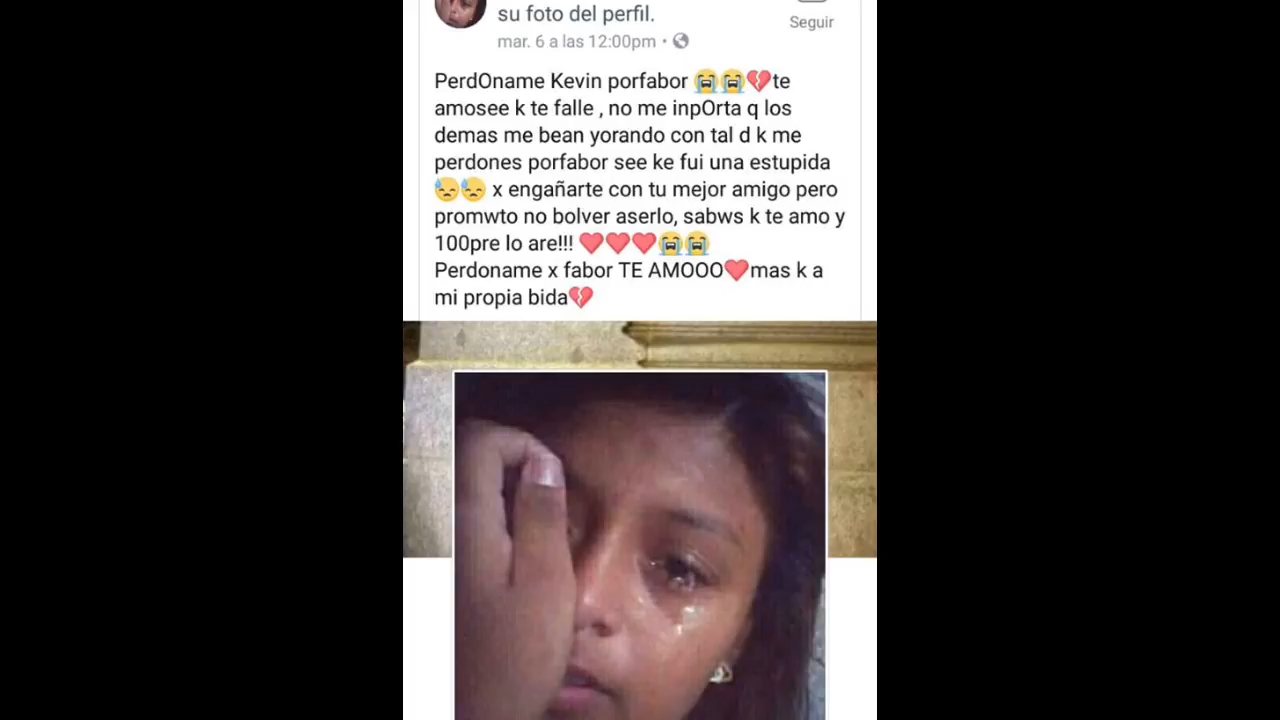 su foto del perfil.
Seguir
mar. 6 a las 12:00pm •
PerdOname Kevin porfabor 😭😭💔te
amosee k te falle , no me inpOrta q los
demas me bean yorando con tal d k me
perdones porfabor see ke fui una estupida
😓😓 x engañarte con tu mejor amigo pero
promwto no bolver aserlo, sabws k te amo y
100pre lo are!!! ❤❤❤😭😭
Perdoname x fabor TE AMOOO❤mas k a
mi propia bida💔